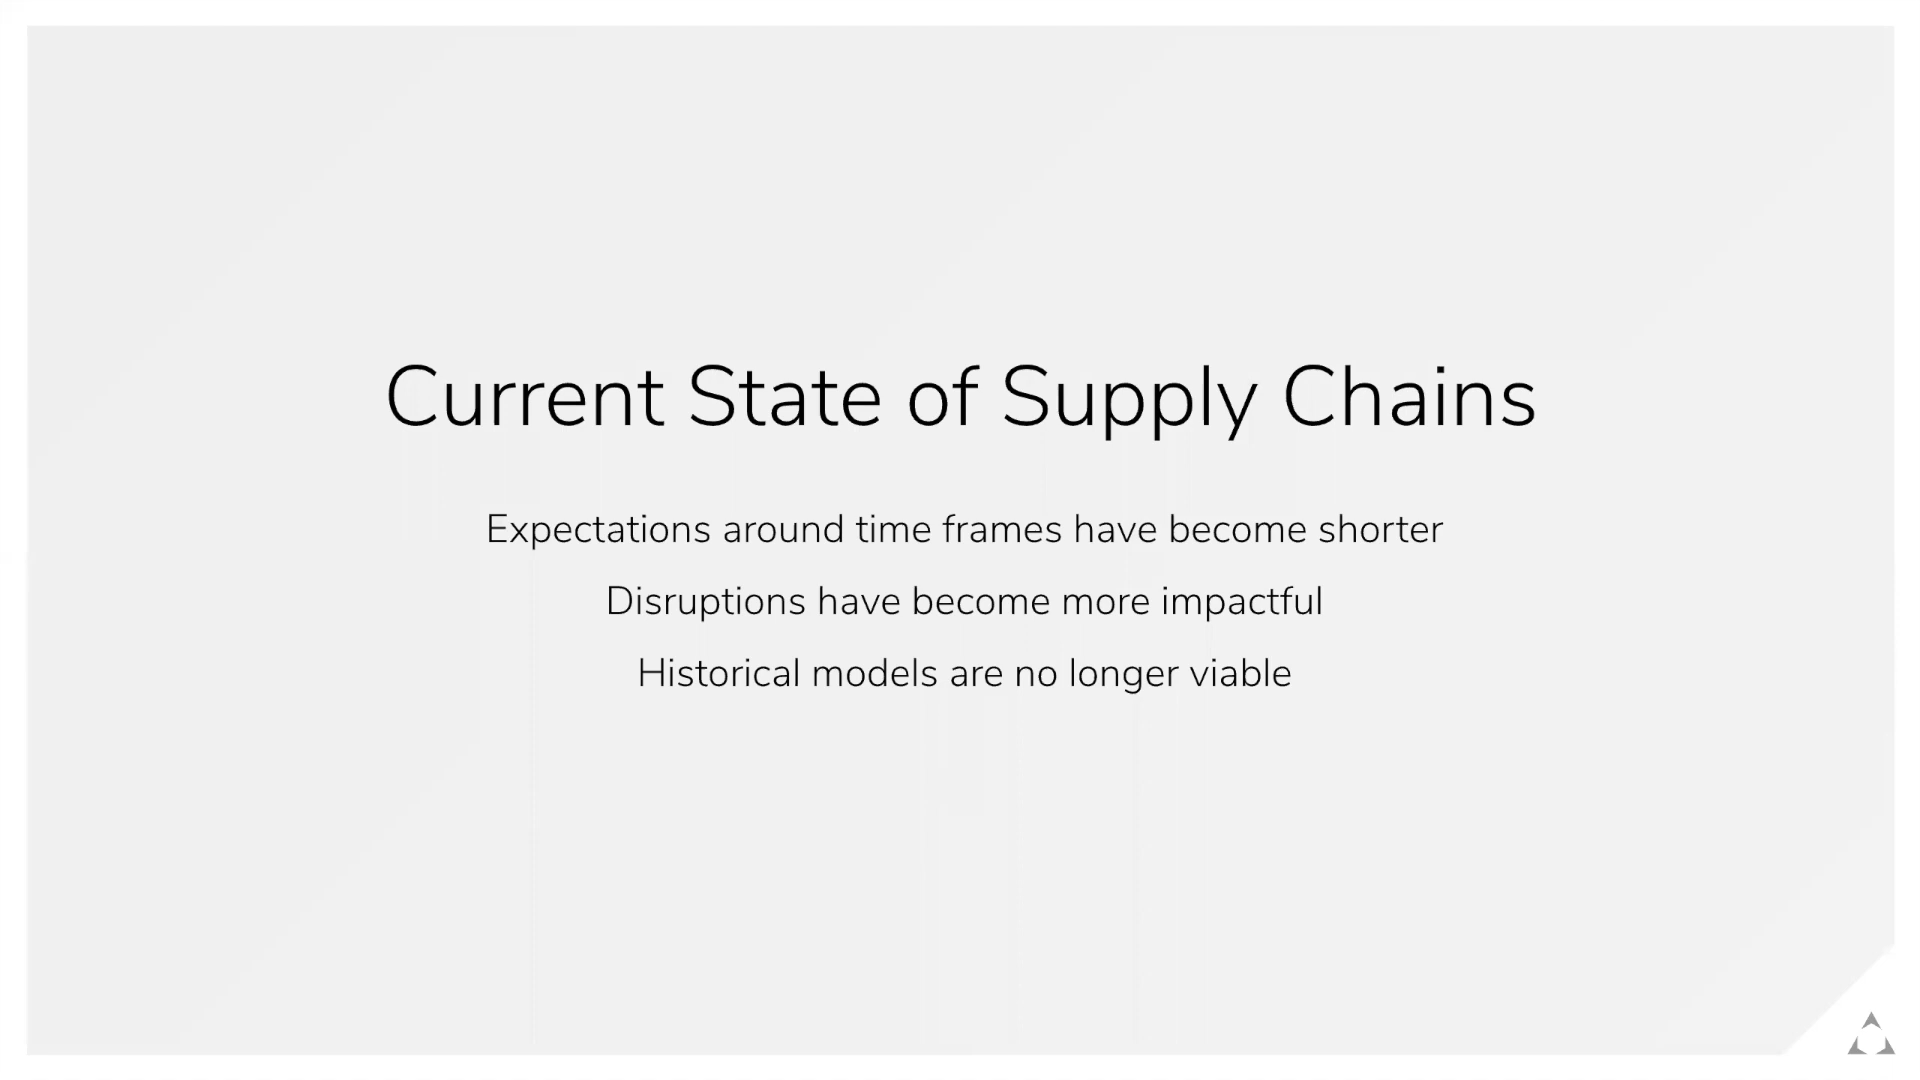 Current State of Supply Chains
Expectations around time frames have become shorter
Disruptions have become more impactful
Historical models are no longer viable